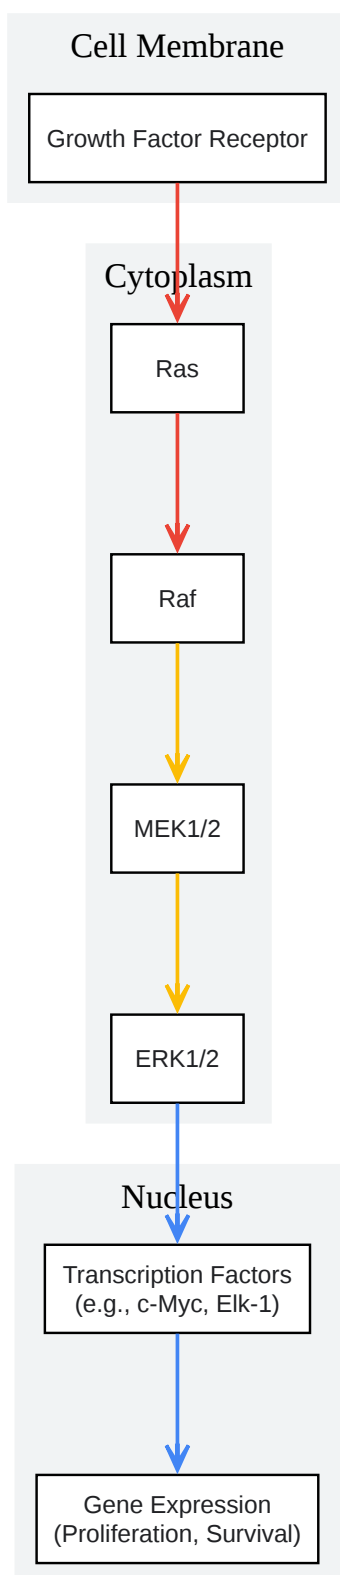 Cell Membrane
Growth Factor Receptor
Cytoplasm
Ras
Raf
MEK1/2
ERK1/2
Nucleus
Transcription Factors
(e.g., c-Myc, Elk-1)
Gene Expression
(Proliferation, Survival)